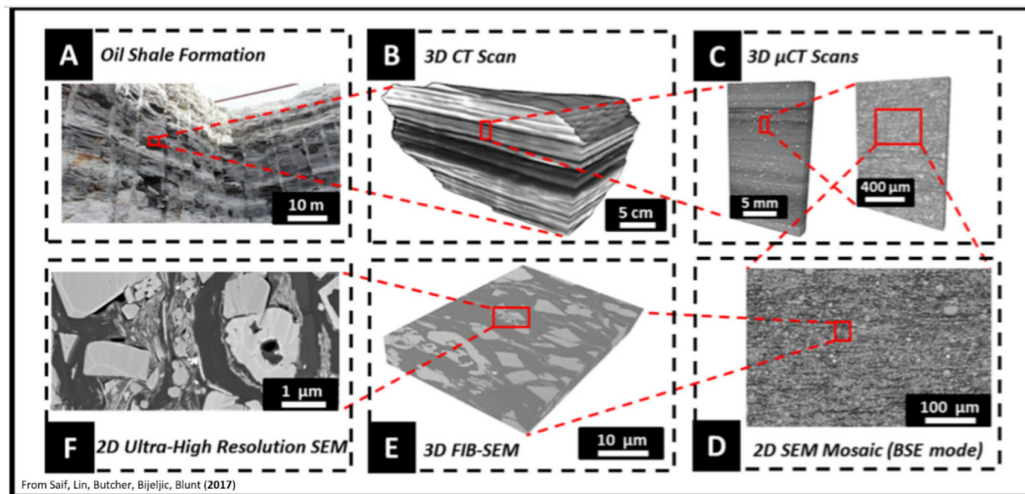 A Oil Shale Formation
10 m
B 3D CT Scan
5 cm
C 3D µCT Scans
5 mm
400 µm
F 2D Ultra-High Resolution SEM
1 µm
E 3D FIB-SEM
10 µm
D 2D SEM Mosaic (BSE mode)
100 µm
From Saif, Lin, Butcher, Bijeljic, Blunt (2017)